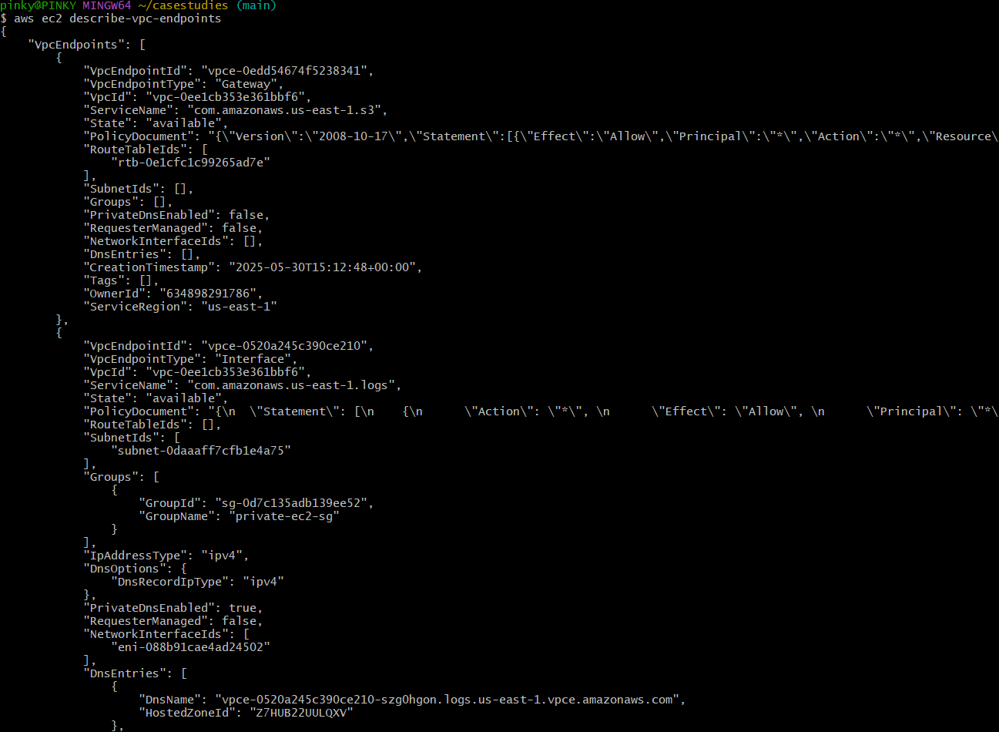 pinky@PINKY MINGW64 ~/casestudies (main)
$ aws ec2 describe-vpc-endpoints
{
    "VpcEndpoints": [
        {
            "VpcEndpointId": "vpce-0edd54674f5238341",
            "VpcEndpointType": "Gateway",
            "VpcId": "vpc-0ee1cb353e361bbf6",
            "ServiceName": "com.amazonaws.us-east-1.s3",
            "State": "available",
            "PolicyDocument": "{\"Version\":\"2008-10-17\",\"Statement\":[{\"Effect\":\"Allow\",\"Principal\":\"*\",\"Action\":\"*\",\"Resource\
            "RouteTableIds": [
                "rtb-0e1cfc1c99265ad7e"
            ],
            "SubnetIds": [],
            "Groups": [],
            "PrivateDnsEnabled": false,
            "RequesterManaged": false,
            "NetworkInterfaceIds": [],
            "DnsEntries": [],
            "CreationTimestamp": "2025-05-30T15:12:48+00:00",
            "Tags": [],
            "OwnerId": "634898291786",
            "ServiceRegion": "us-east-1"
        },
        {
            "VpcEndpointId": "vpce-0520a245c390ce210",
            "VpcEndpointType": "Interface",
            "VpcId": "vpc-0ee1cb353e361bbf6",
            "ServiceName": "com.amazonaws.us-east-1.logs",
            "State": "available",
            "PolicyDocument": "{\n  \"Statement\": [\n    {\n      \"Action\": \"*\", \n      \"Effect\": \"Allow\", \n      \"Principal\": \"*\
            "RouteTableIds": [],
            "SubnetIds": [
                "subnet-0daaaff7cfb1e4a75"
            ],
            "Groups": [
                {
                    "GroupId": "sg-0d7c135adb139ee52",
                    "GroupName": "private-ec2-sg"
                }
            ],
            "IpAddressType": "ipv4",
            "DnsOptions": {
                "DnsRecordIpType": "ipv4"
            },
            "PrivateDnsEnabled": true,
            "RequesterManaged": false,
            "NetworkInterfaceIds": [
                "eni-088b91cae4ad24502"
            ],
            "DnsEntries": [
                {
                    "DnsName": "vpce-0520a245c390ce210-szg0hgon.logs.us-east-1.vpce.amazonaws.com",
                    "HostedZoneId": "Z7HUB22UULQXV"
                },